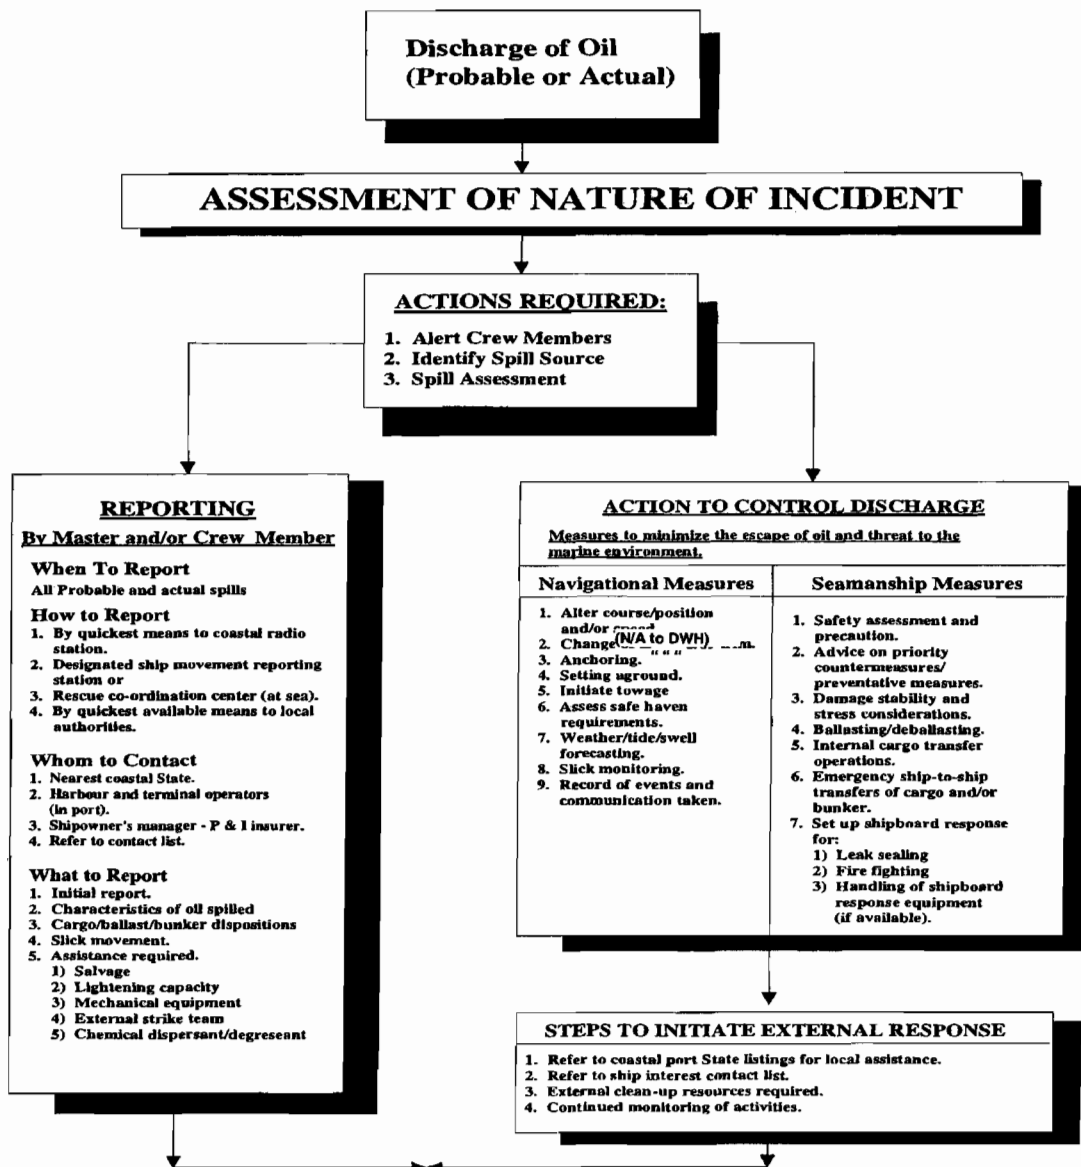 Discharge of Oil
(Probable or Actual)
ASSESSMENT OF NATURE OF INCIDENT
ACTIONS REQUIRED:
1. Alert Crew Members
2. Identify Spill Source
3. Spill Assessment
REPORTING
By Master and/or Crew Member
When To Report
All Probable and actual spills
How to Report
1. By quickest means to coastal radio
station.
2. Designated ship movement reporting
station or
3. Rescue co-ordination center (at sea).
4. By quickest available means to local
authorities.
Whom to Contact
1. Nearest coastal State.
2. Harbour and terminal operators
(in port).
3. Shipowner's manager - P & I insurer.
4. Refer to contact list.
What to Report
1. Initial report.
2. Characteristics of oil spilled
3. Cargo/ballast/bunker dispositions
4. Slick movement.
5. Assistance required.
1) Salvage
2) Lightening capacity
3) Mechanical equipment
4) External strike team
5) Chemical dispersant/degreseant
ACTION TO CONTROL DISCHARGE
Measures to minimize the escape of oil and threat to the
marine environment.
Navigational Measures
1. Alter course/position
and/or
2. Change (N/A to DWH)
3. Anchoring. " " "
4. Setting aground.
5. Initiate towage
6. Assess safe haven
requirements.
7. Weather/tide/swell
forecasting.
8. Slick monitoring.
9. Record of events and
communication taken.
Seamanship Measures
1. Safety assessment and
precaution.
2. Advice on priority
countermeasures/
preventative measures.
3. Damage stability and
stress considerations.
4. Ballasting/deballasting.
5. Internal cargo transfer
operations.
6. Emergency ship-to-ship
transfers of cargo and/or
bunker.
7. Set up shipboard response
for:
1) Leak sealing
2) Fire fighting
3) Handling of shipboard
response equipment
(if available).
STEPS TO INITIATE EXTERNAL RESPONSE
1. Refer to coastal port State listings for local assistance.
2. Refer to ship interest contact list.
3. External clean-up resources required.
4. Continued monitoring of activities.